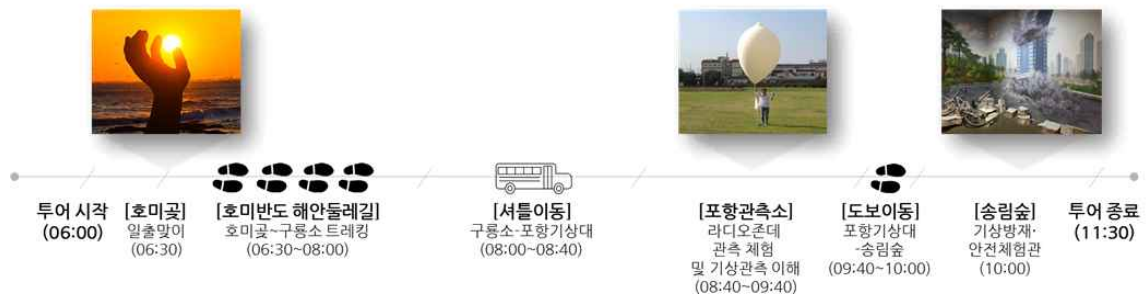 투어 시작
(06:00)
[호미곶]
일출맞이
(06:30)
[호미반도 해안둘레길]
호미곶~구룡소 트레킹
(06:30~08:00)
[셔틀이동]
구룡소-포항기상대
(08:00~08:40)
[포항관측소]
라디오존데
관측 체험
및 기상관측 이해
(08:40~09:40)
[도보이동]
포항기상대
-송림숲
(09:40~10:00)
[송림숲]
기상방재·
안전체험관
(10:00)
투어 종료
(11:30)